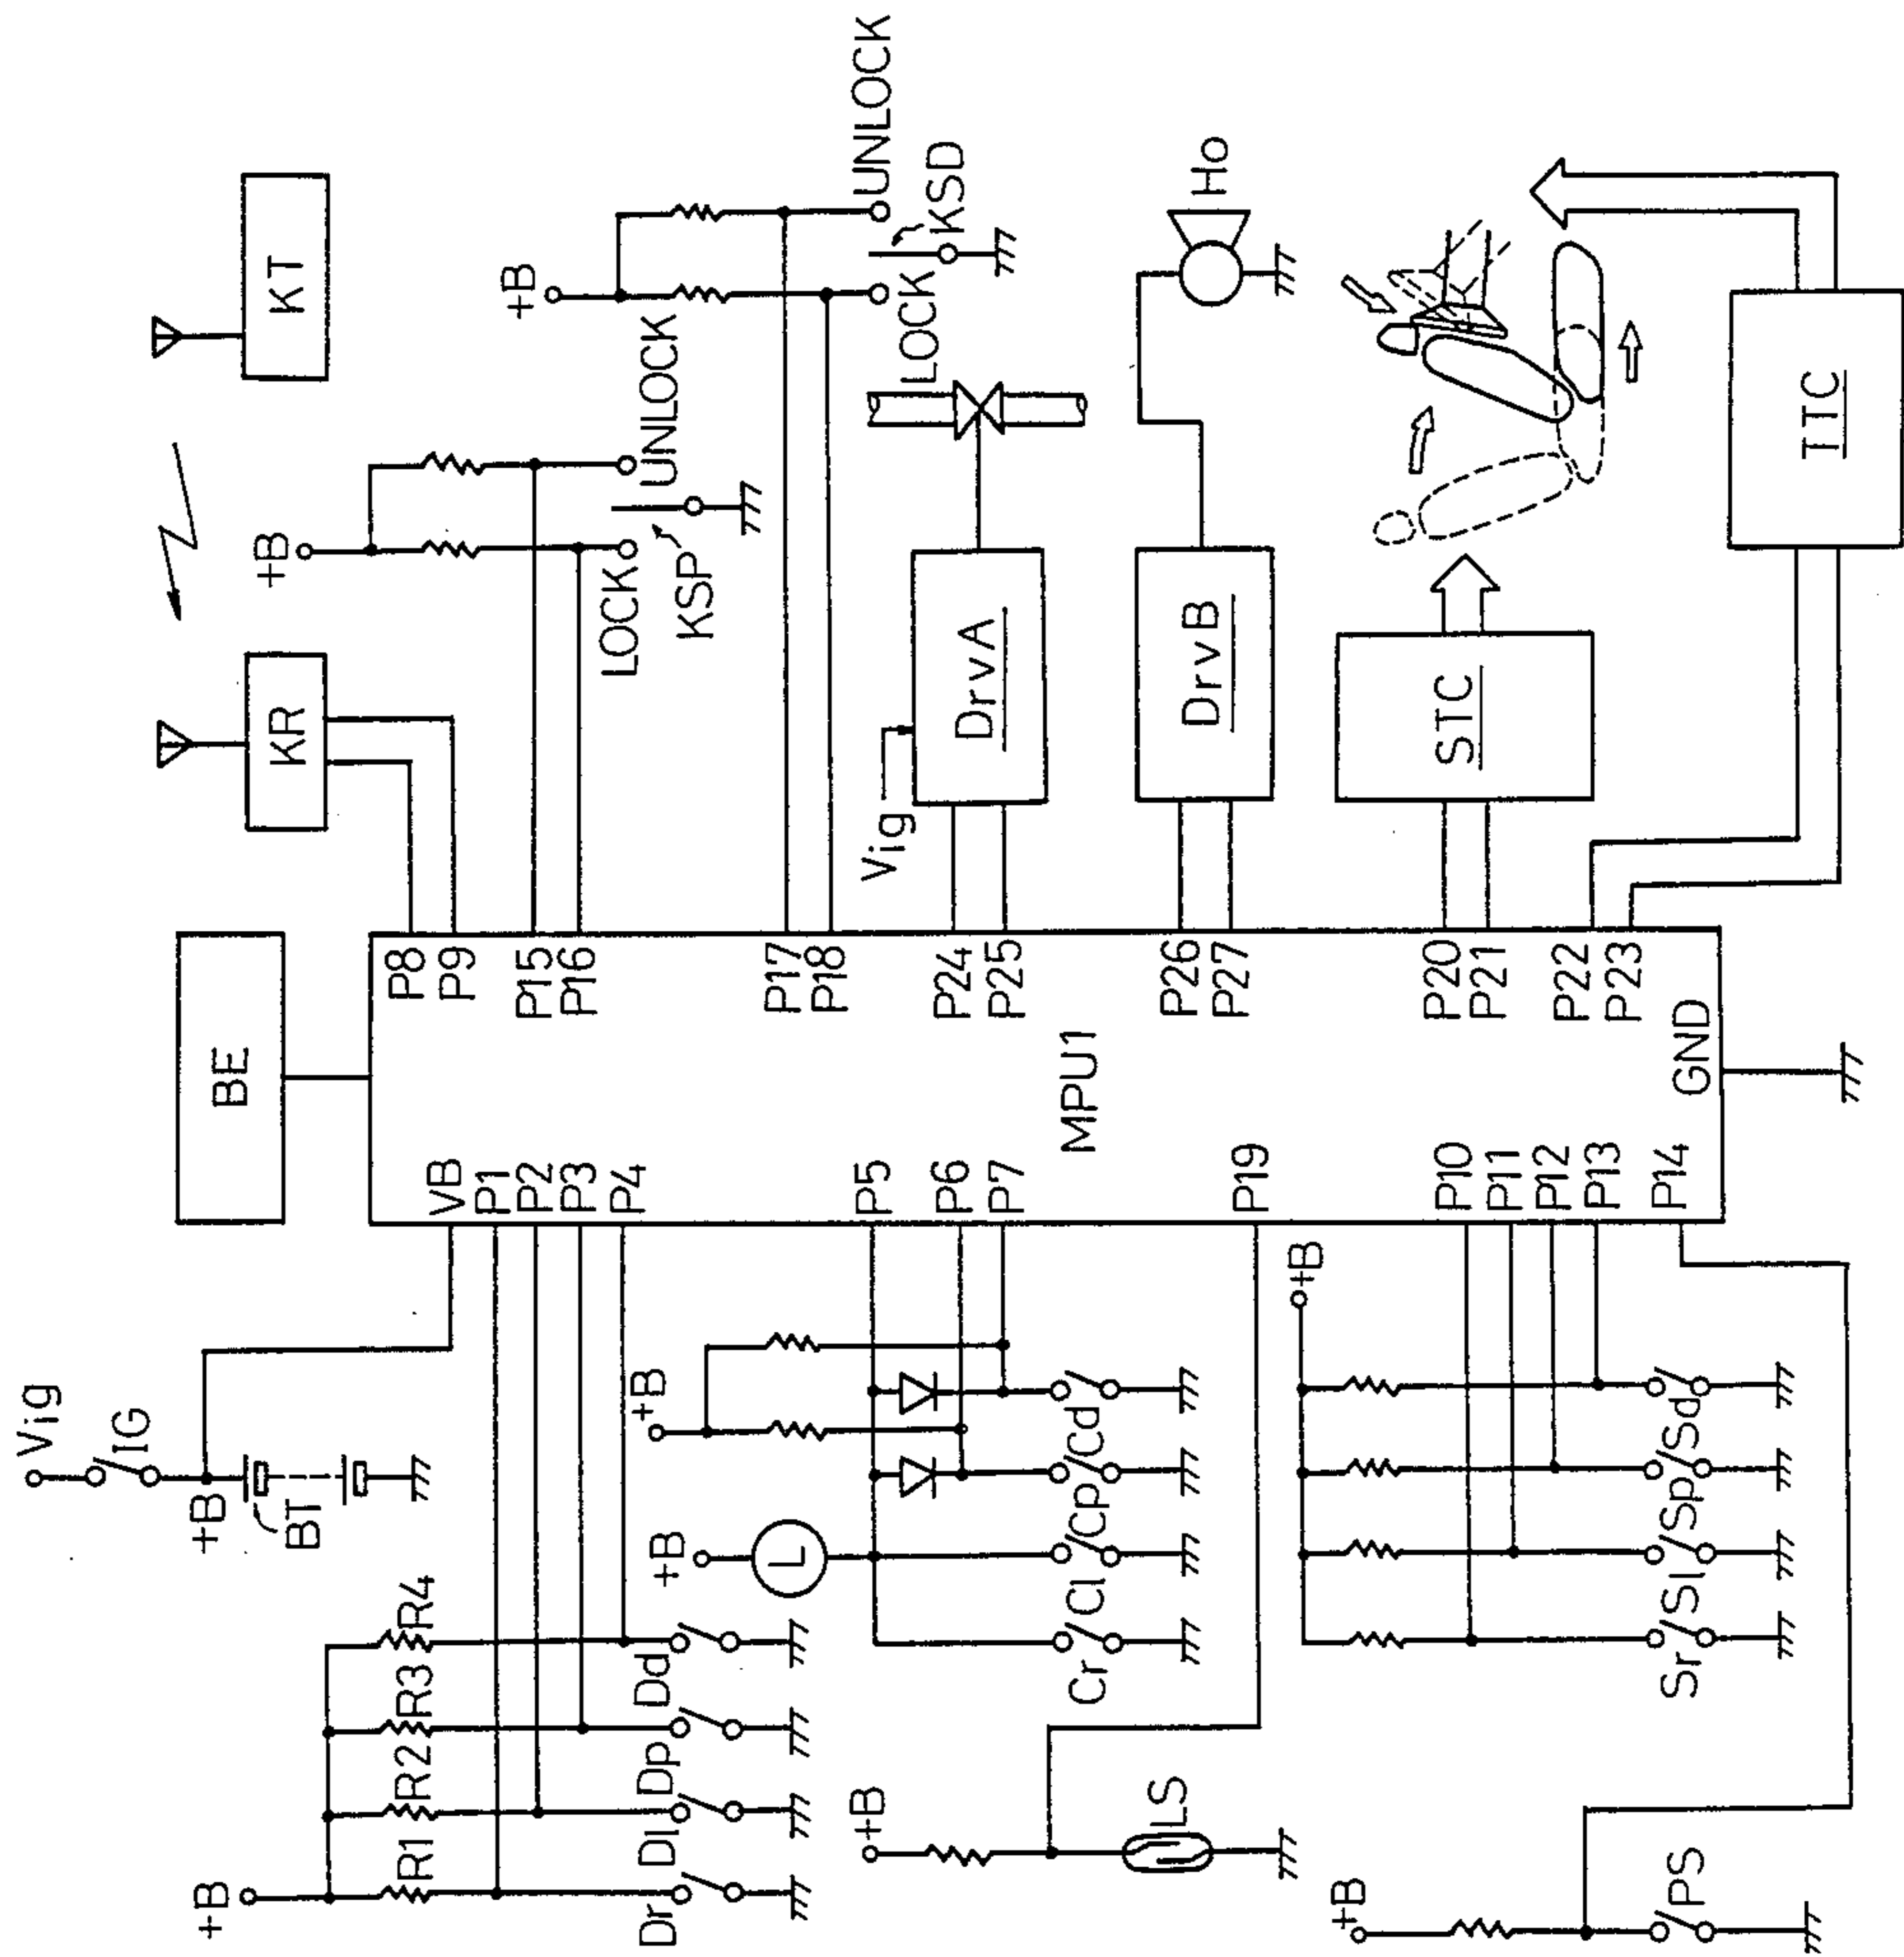 Vig
IG
+B
BT
BE
KR
KT
VB
P1
P2
P3
P4
P5
P6
P7
P19
P10
P11
P12
P13
P14
MPU1
GND
P8
P9
P15
P16
P17
P18
P24
P25
P26
P27
P20
P21
P22
P23
+B
R1
R2
R3
R4
Dr
Dl
Dp
Dd
+B
L
+B
Cr
Cl
Cp
Cd
+B
LS
+B
Sr
Sl
Sp
Sd
+B
PS
+B
LOCK
UNLOCK
KSP
+B
LOCK
UNLOCK
KSD
Vig
DrvA
DrvB
Ho
STC
TTC